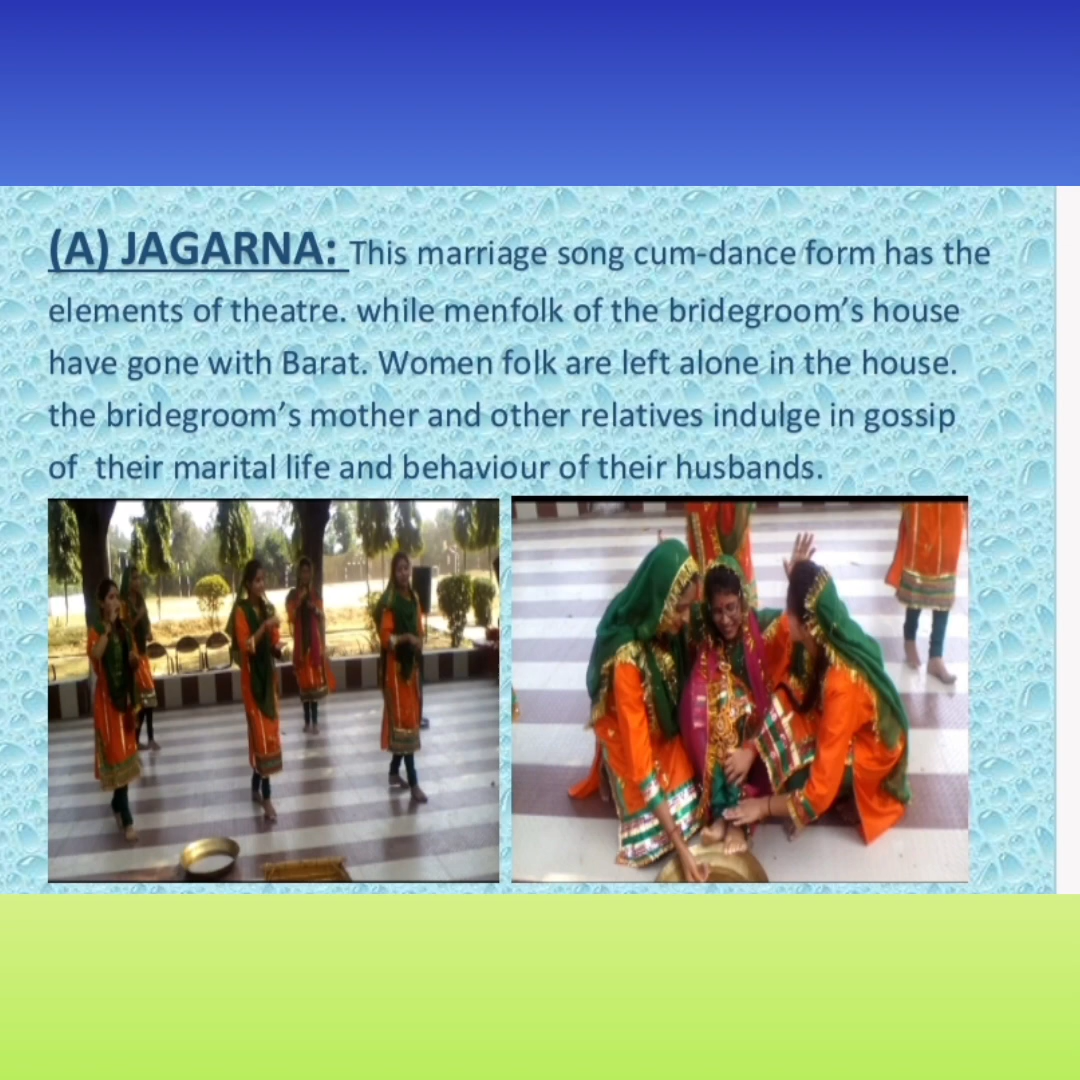 (A) JAGARNA: This marriage song cum-dance form has the
elements of theatre. while menfolk of the bridegroom’s house
have gone with Barat. Women folk are left alone in the house.
the bridegroom’s mother and other relatives indulge in gossip
of  their marital life and behaviour of their husbands.